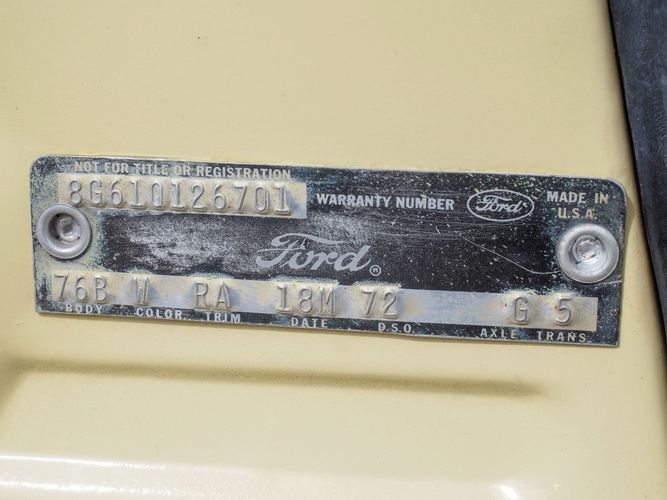 NOT FOR TITLE OR REGISTRATION
8G61Q126701 WARRANTY NUMBER Ford MADE IN U.S.A.
Ford®
76B W RA 18M 72 G 5
BODY COLOR TRIM DATE D.S.O. AXLE TRANS.